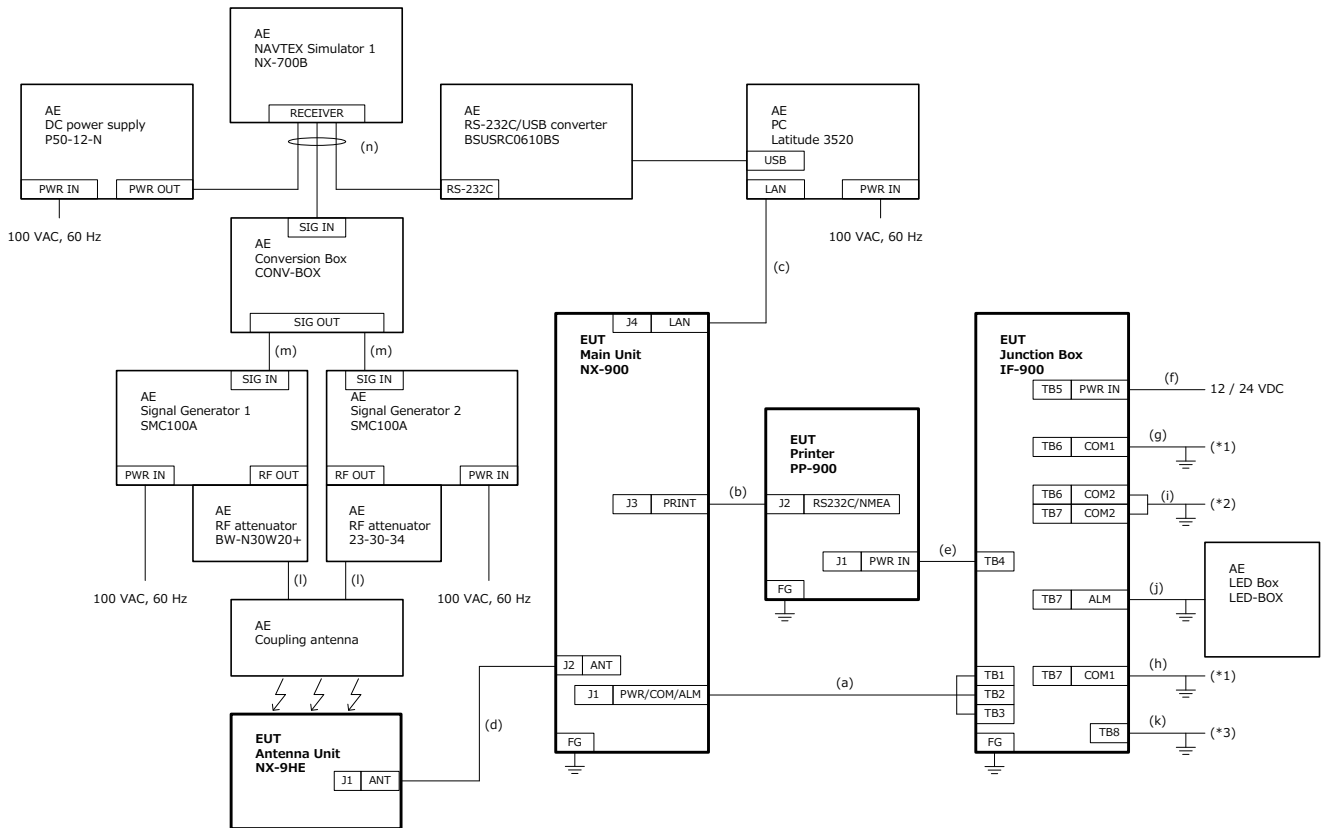 AE
NAVTEX Simulator 1
NX-700B
RECEIVER
AE
DC power supply
P50-12-N
PWR IN
PWR OUT
100 VAC, 60 Hz
(n)
AE
RS-232C/USB converter
BSUSRC0610BS
RS-232C
AE
PC
Latitude 3520
USB
LAN
PWR IN
100 VAC, 60 Hz
(c)
SIG IN
AE
Conversion Box
CONV-BOX
SIG OUT
(m)
(m)
SIG IN
AE
Signal Generator 1
SMC100A
PWR IN
RF OUT
SIG IN
AE
Signal Generator 2
SMC100A
RF OUT
PWR IN
AE
RF attenuator
BW-N30W20+
AE
RF attenuator
23-30-34
100 VAC, 60 Hz
(l)
(l)
100 VAC, 60 Hz
AE
Coupling antenna
EUT
Antenna Unit
NX-9HE
J1
ANT
(d)
J4
LAN
EUT
Main Unit
NX-900
J3
PRINT
J2
ANT
J1
PWR/COM/ALM
FG
(b)
EUT
Printer
PP-900
J2
RS232C/NMEA
J1
PWR IN
FG
(e)
(a)
EUT
Junction Box
IF-900
TB5
PWR IN
(f)
12 / 24 VDC
TB6
COM1
(g)
(*1)
TB6
COM2
TB7
COM2
(i)
(*2)
TB4
TB7
ALM
(j)
AE
LED Box
LED-BOX
TB1
TB2
TB3
TB7
COM1
(h)
(*1)
TB8
(k)
(*3)
FG